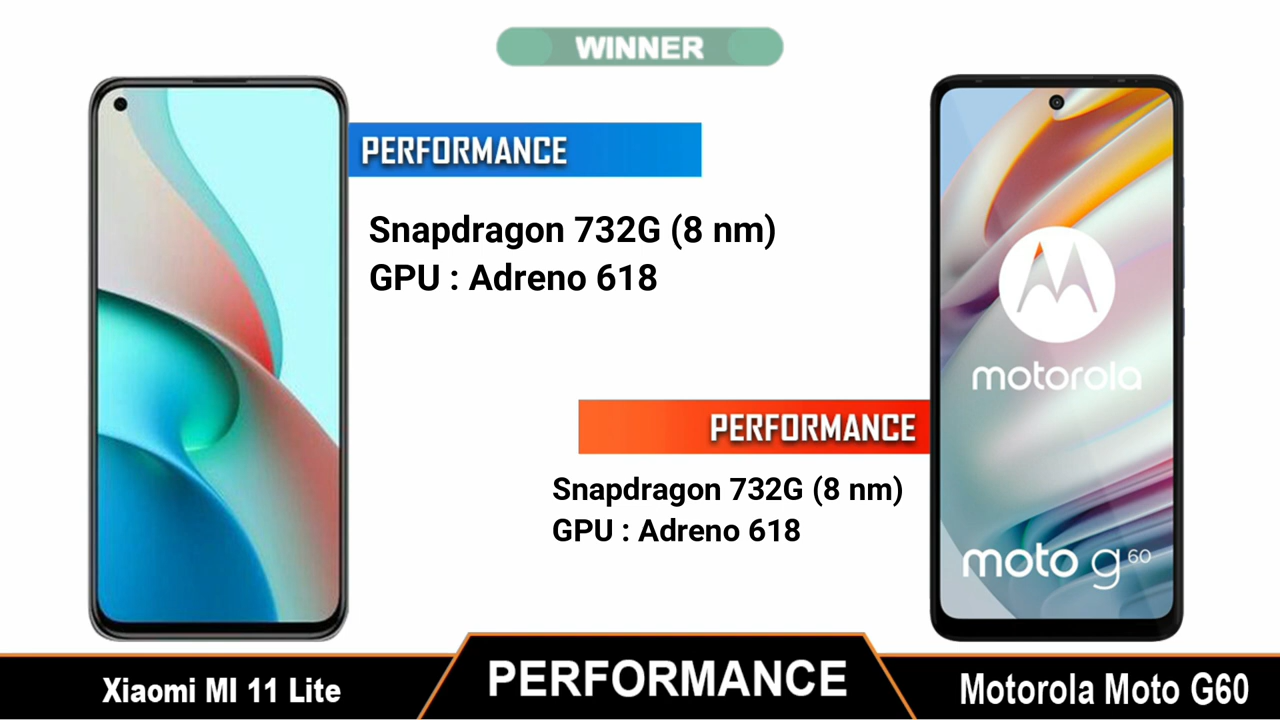 WINNER
PERFORMANCE
Snapdragon 732G (8 nm)
GPU : Adreno 618
motorola
PERFORMANCE
Snapdragon 732G (8 nm)
GPU : Adreno 618
moto g 60
Xiaomi MI 11 Lite
PERFORMANCE
Motorola Moto G60